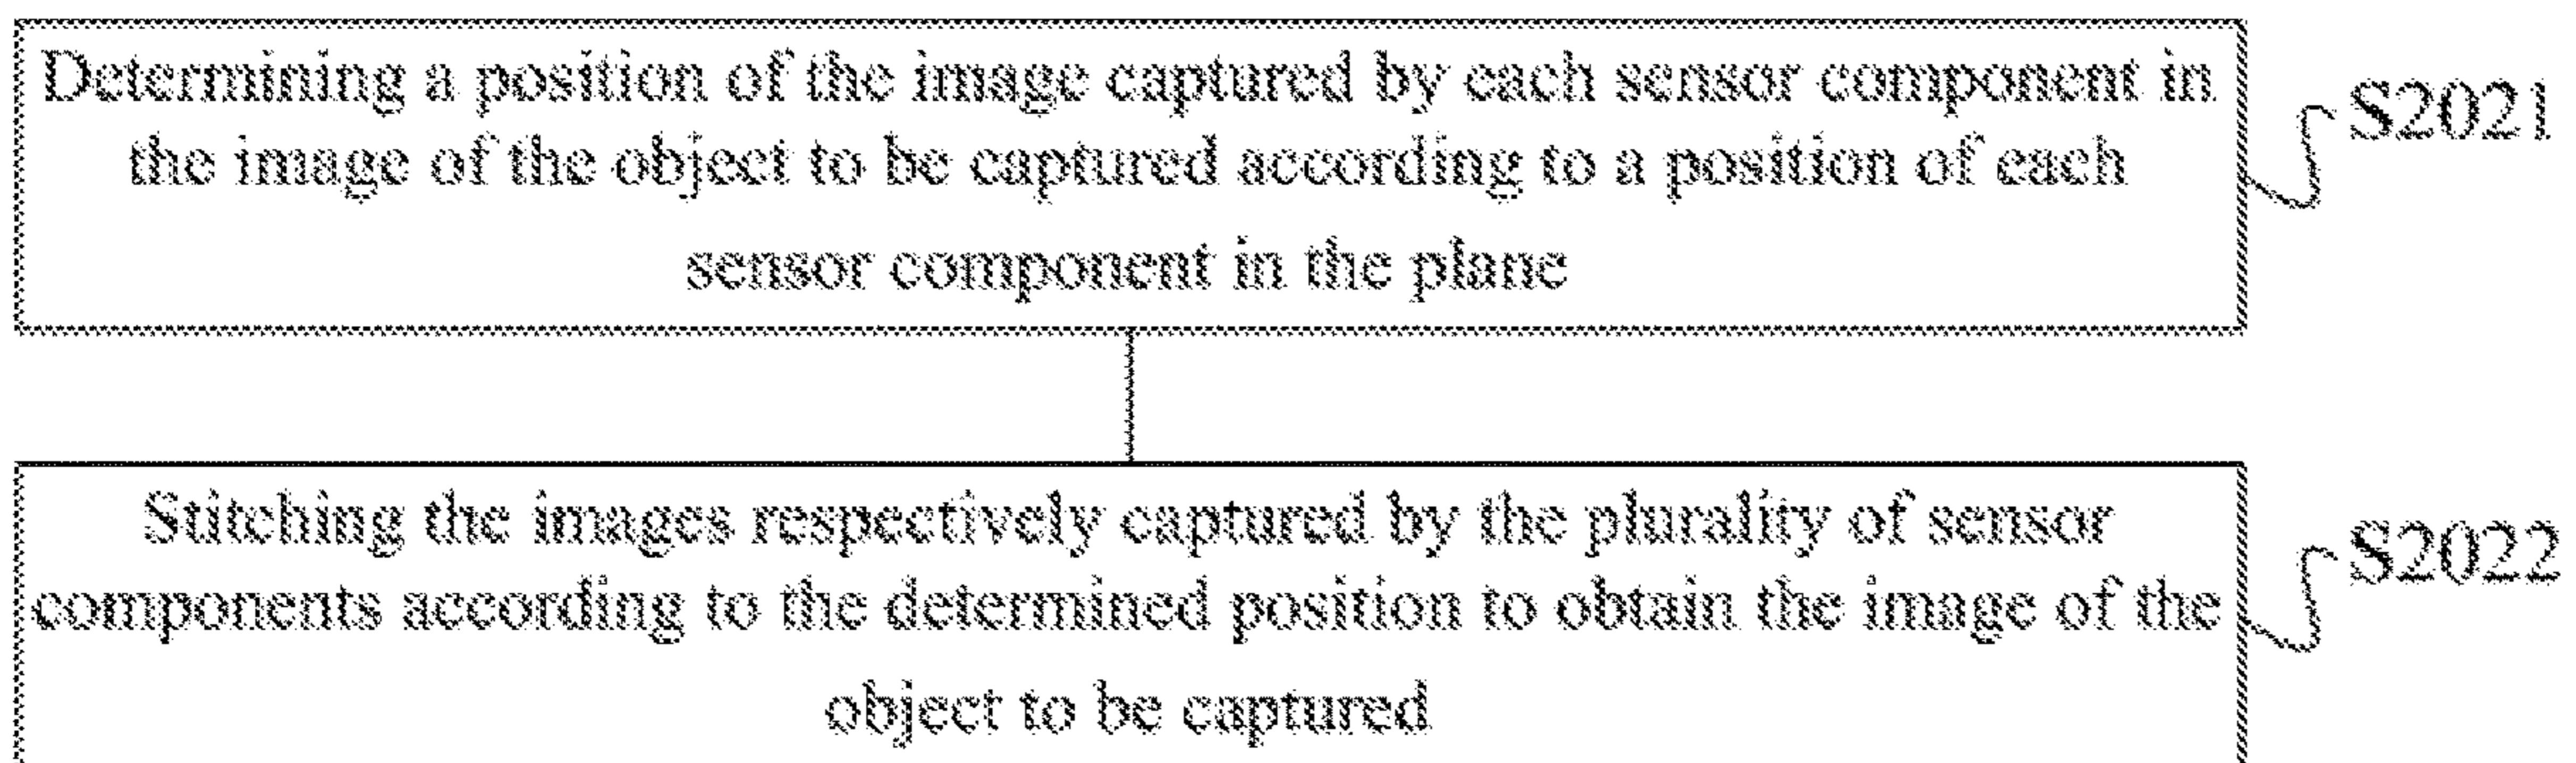 Determining a position of the image captured by each sensor component in
the image of the object to be captured according to a position of each
sensor component in the plane
S2021
Stitching the images respectively captured by the plurality of sensor
components according to the determined position to obtain the image of the
object to be captured
S2022